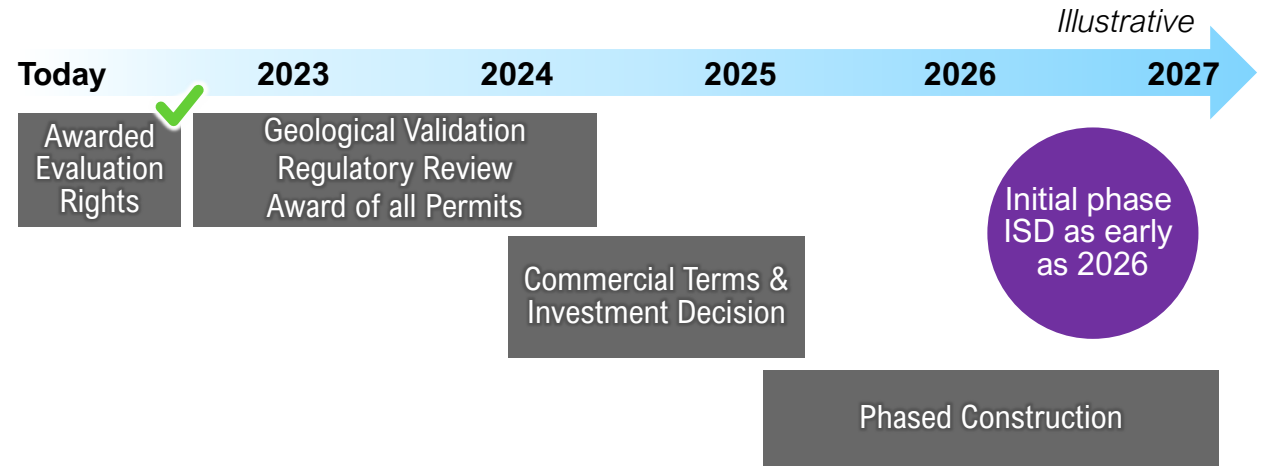 Illustrative
Today 2023 2024 2025 2026 2027
Awarded
Evaluation
Rights
Geological Validation
Regulatory Review
Award of all Permits
Commercial Terms &
Investment Decision
Initial phase
ISD as early
as 2026
Phased Construction